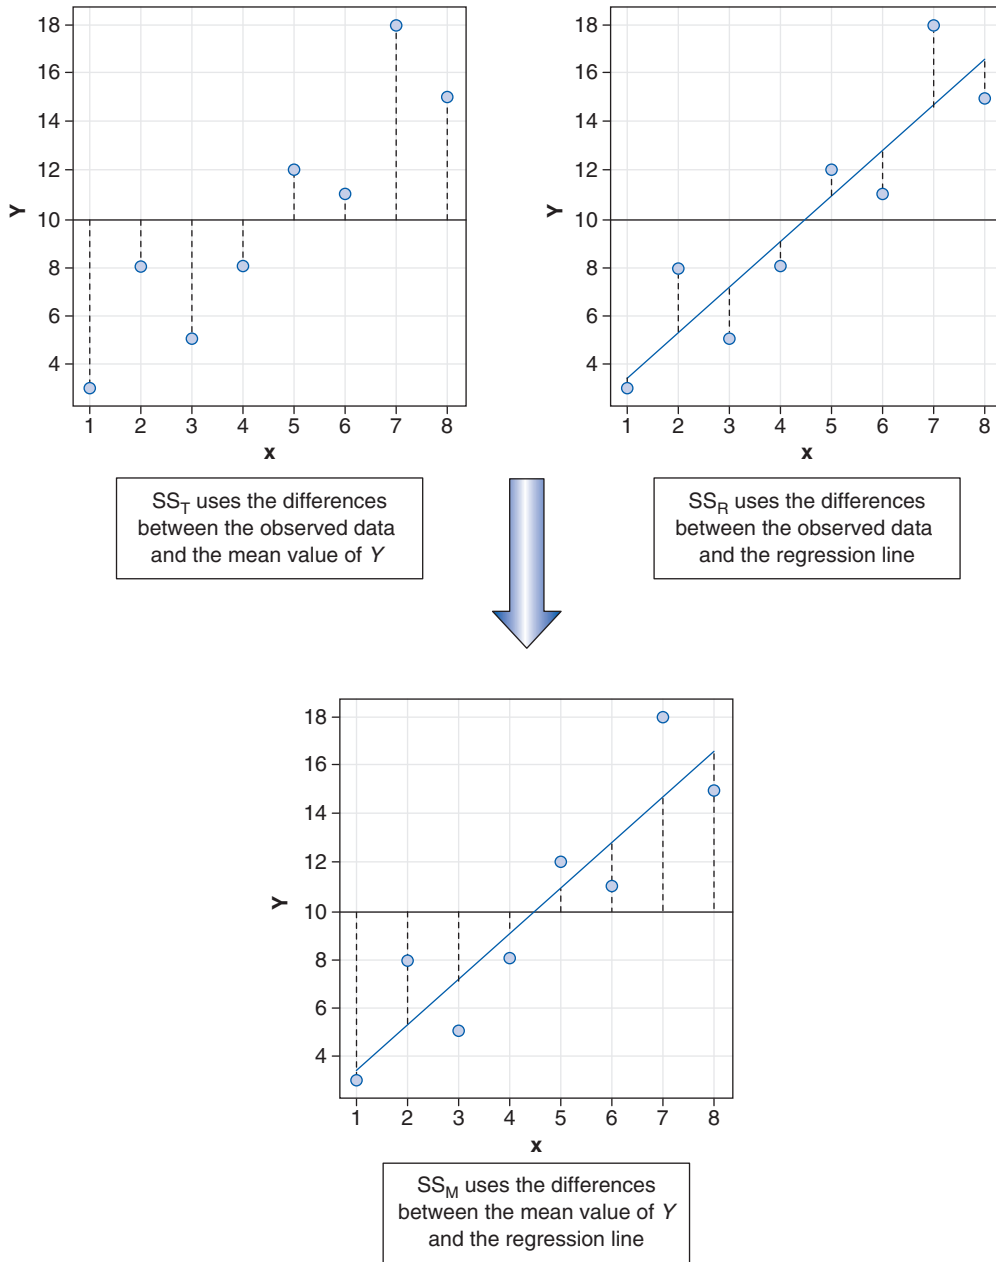 18
16
14
12
10
8
6
4
Y
1 2 3 4 5 6 7 8
x
18
16
14
12
10
8
6
4
Y
1 2 3 4 5 6 7 8
x
SS_T uses the differences
between the observed data
and the mean value of Y
SS_R uses the differences
between the observed data
and the regression line
18
16
14
12
10
8
6
4
Y
1 2 3 4 5 6 7 8
x
SS_M uses the differences
between the mean value of Y
and the regression line